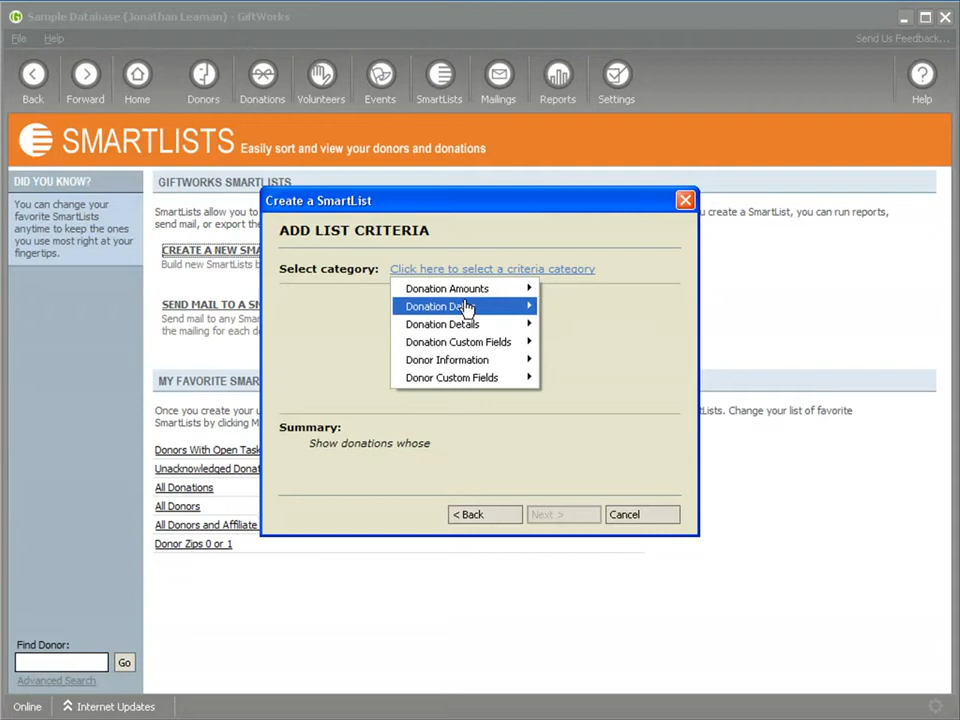 Sample Database (Jonathan Leaman) - GiftWorks
File Help Send Us Feedback...
Back Forward Home Donors Donations Volunteers Events SmartLists Mailings Reports Settings Help
SMARTLISTS Easily sort and view your donors and donations
DID YOU KNOW?
You can change your
favorite SmartLists
anytime to keep the ones
you use most right at your
fingertips.
GIFTWORKS SMARTLISTS
SmartLists allow you to
you create a SmartList, you can run reports,
send mail, or export the
CREATE A NEW
Build new SmartLists
SEND MAIL TO A
Send mail to any
the mailing for each
MY FAVORITE
Once you create your
Lists. Change your list of favorite
SmartLists by clicking
Donors With Open
Unacknowledged
All Donations
All Donors
All Donors and Affiliate
Donor Zips 0 or 1
Create a SmartList
ADD LIST CRITERIA
Select category: Click here to select a criteria category
Donation Amounts
Donation
Donation Details
Donation Custom Fields
Donor Information
Donor Custom Fields
Summary:
Show donations whose
< Back Next > Cancel
Find Donor:
Go
Advanced Search
Online Internet Updates